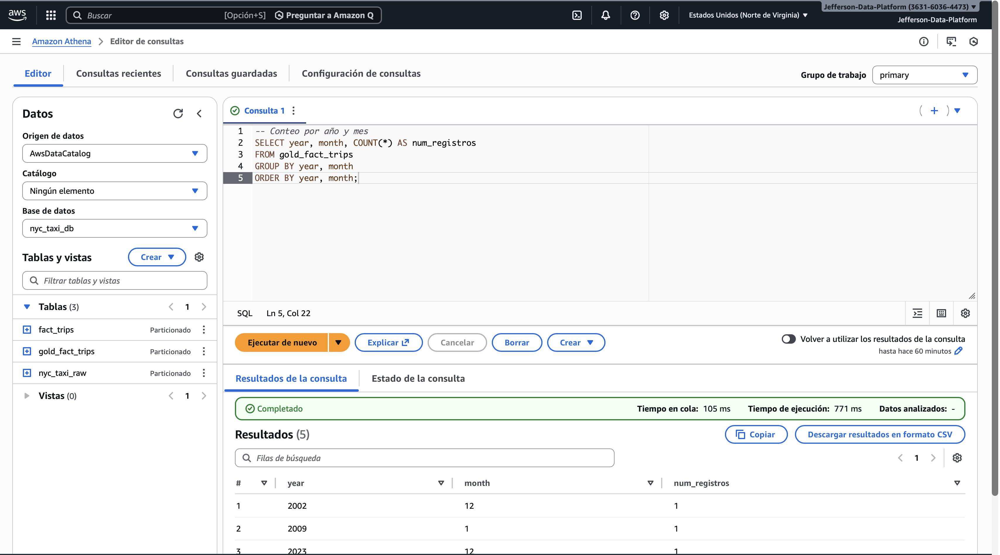 aws
Buscar [Opción+S] Preguntar a Amazon Q
Estados Unidos (Norte de Virginia)
Jefferson-Data-Platform (3631-6036-4473)
Jefferson-Data-Platform
Amazon Athena > Editor de consultas
Editor
Consultas recientes
Consultas guardadas
Configuración de consultas
Grupo de trabajo
primary
Datos
Origen de datos
AwsDataCatalog
Catálogo
Ningún elemento
Base de datos
nyc_taxi_db
Tablas y vistas
Crear
Filtrar tablas y vistas
Tablas (3)
1
fact_trips Particionado
gold_fact_trips Particionado
nyc_taxi_raw Particionado
Vistas (0)
1
Consulta 1
1 -- Conteo por año y mes
2 SELECT year, month, COUNT(*) AS num_registros
3 FROM gold_fact_trips
4 GROUP BY year, month
5 ORDER BY year, month;
SQL Ln 5, Col 22
Ejecutar de nuevo
Explicar
Cancelar
Borrar
Crear
Volver a utilizar los resultados de la consulta
hasta hace 60 minutos
Resultados de la consulta
Estado de la consulta
Completado
Tiempo en cola: 105 ms
Tiempo de ejecución: 771 ms
Datos analizados: -
Resultados (5)
Copiar
Descargar resultados en formato CSV
Filas de búsqueda
1
# year month num_registros
1 2002 12 1
2 2009 1 1
3 2023 12 1